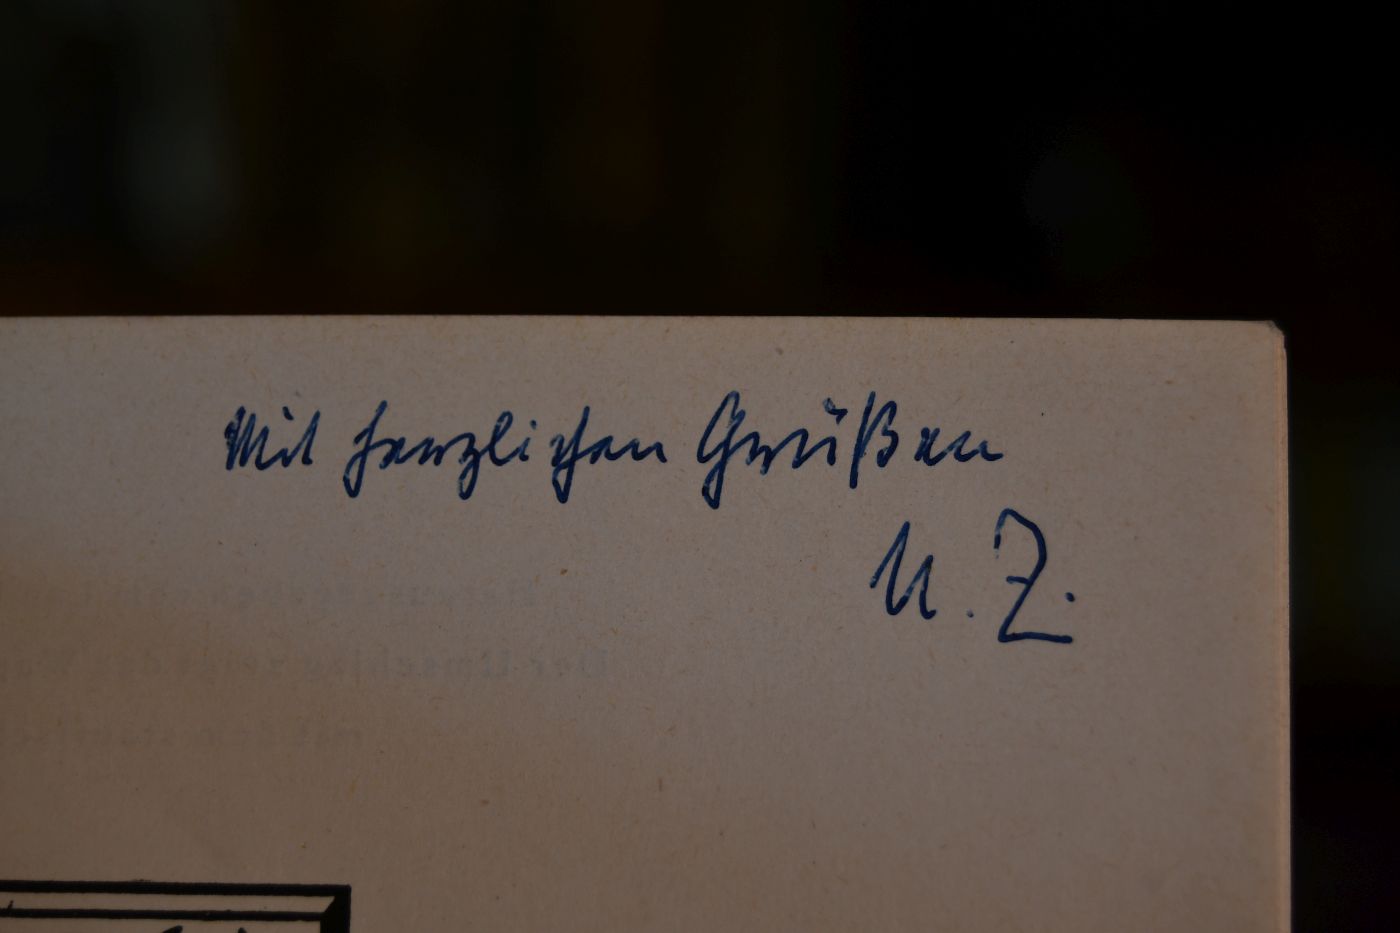 Mit herzlichen Grüßen
U. Z.